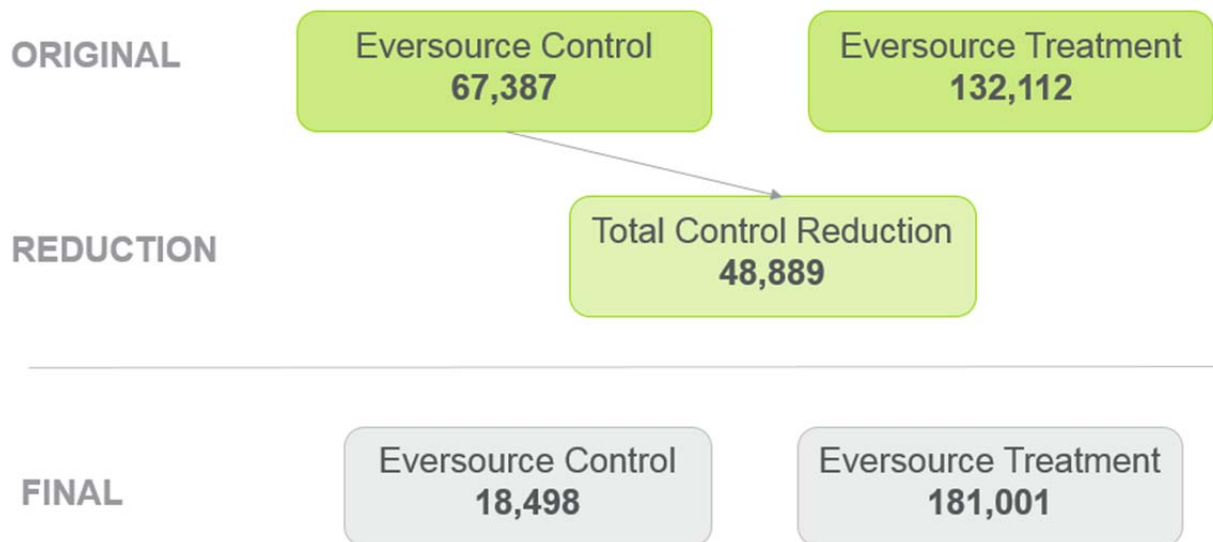 ORIGINAL
Eversource Control
67,387
Eversource Treatment
132,112
REDUCTION
Total Control Reduction
48,889
FINAL
Eversource Control
18,498
Eversource Treatment
181,001